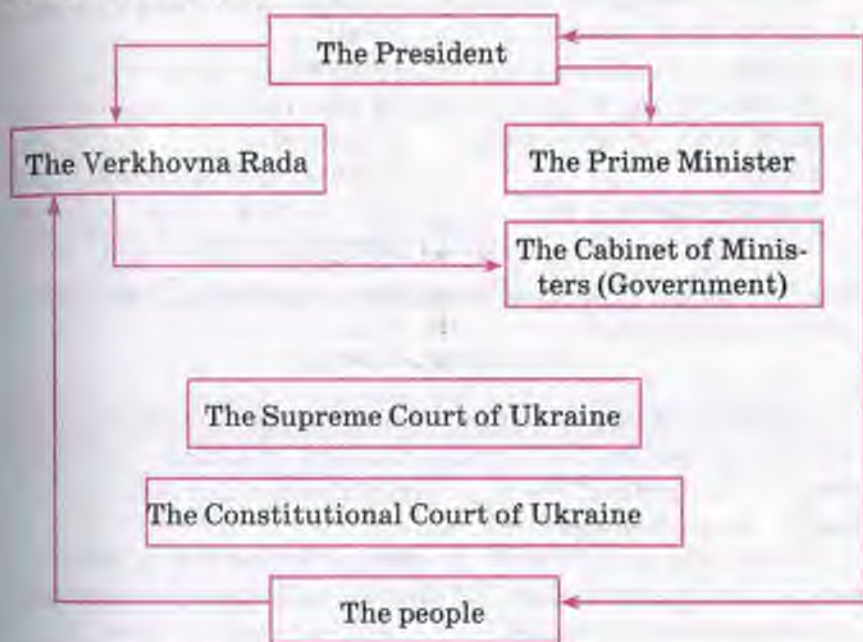 The President
The Verkhovna Rada
The Prime Minister
The Cabinet of Minis-
ters (Government)
The Supreme Court of Ukraine
The Constitutional Court of Ukraine
The people